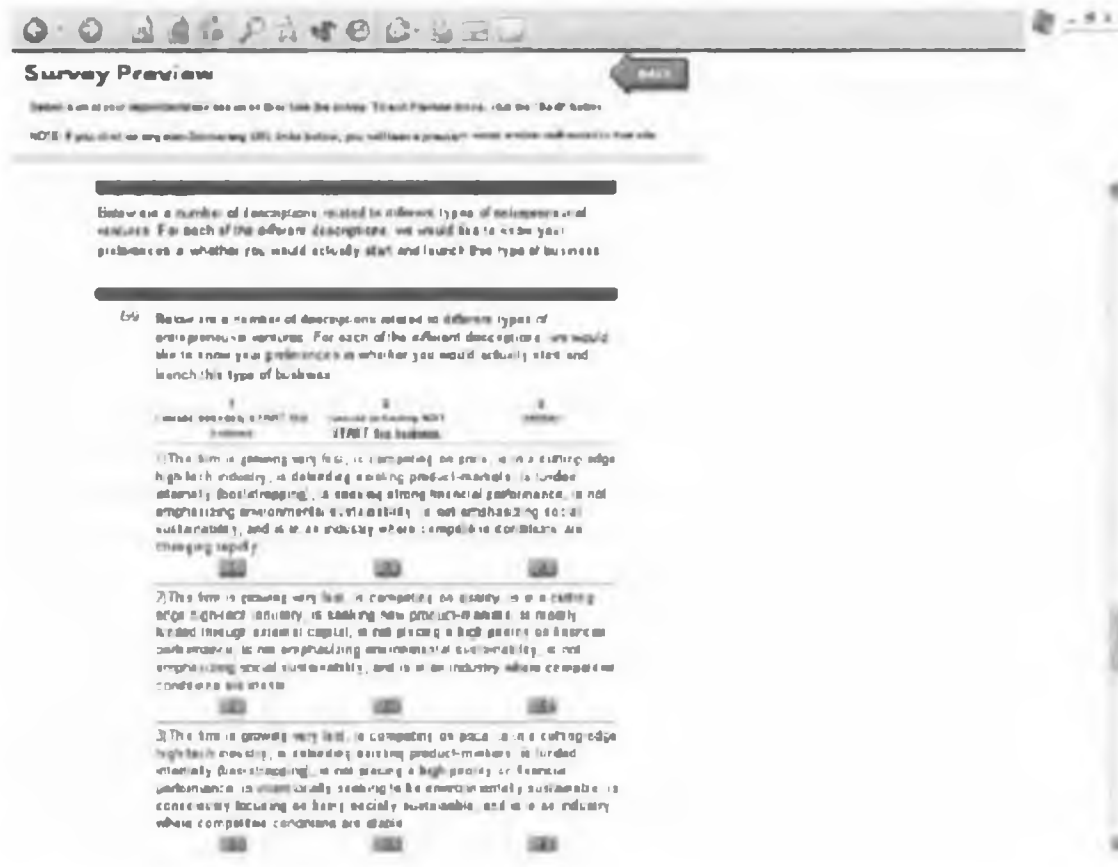 Survey Preview
BACK
Below are a number of descriptions related to different types of entrepreneurial
ventures. For each of the different descriptions, we would like to know your
preferences in whether you would actually start and launch this type of business
Below are a number of descriptions related to different types of
entrepreneurial ventures. For each of the different descriptions, we would
like to know your preferences in whether you would actually start and
launch this type of business
1
2
3
START this business
1) This firm is growing very fast, is competing on price, is in a cutting-edge
high-tech industry, is defending existing product-markets, is funded
internally (bootstrapping), is seeking strong financial performance, is not
emphasizing environmental sustainability, is not emphasizing social
sustainability, and is in an industry where competitive conditions are
changing rapidly
2) This firm is growing very fast, is competing on quality, is in a cutting
edge high-tech industry, is seeking new product-markets, is mostly
funded through external capital, is not placing a high priority on financial
performance, is not emphasizing environmental sustainability, is not
emphasizing social sustainability, and is in an industry where competitive
conditions are stable
3) This firm is growing very fast, is competing on price, is in a cutting-edge
high-tech industry, is defending existing product-markets, is funded
internally (bootstrapping), is not placing a high priority on financial
performance, is intentionally seeking to be environmentally sustainable, is
consciously focusing on being socially sustainable, and is in an industry
where competitive conditions are stable